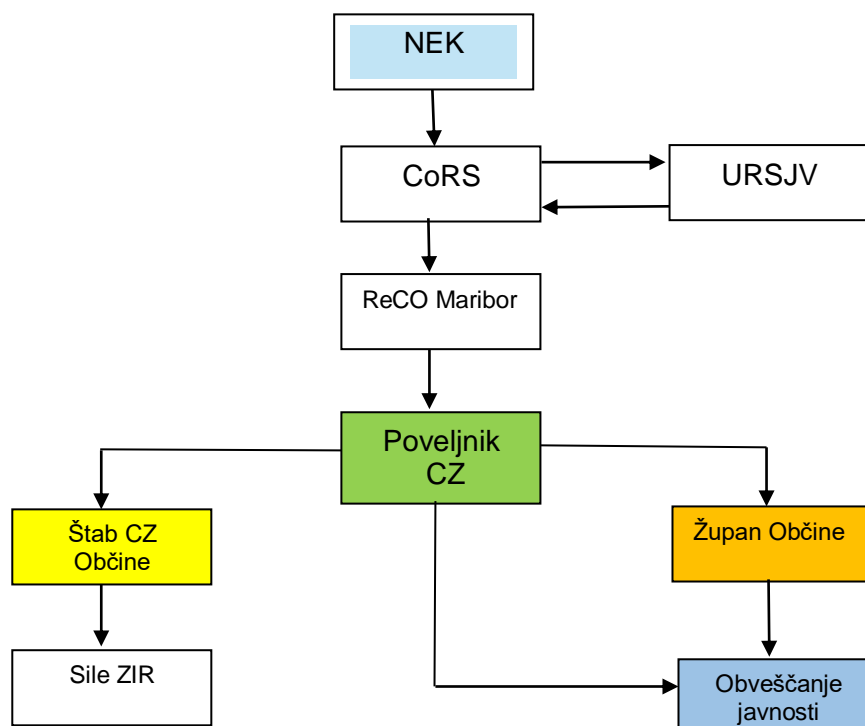 NEK
CoRS
URSJV
ReCO Maribor
Poveljnik
CZ
Štab CZ
Občine
Župan Občine
Sile ZIR
Obveščanje
javnosti